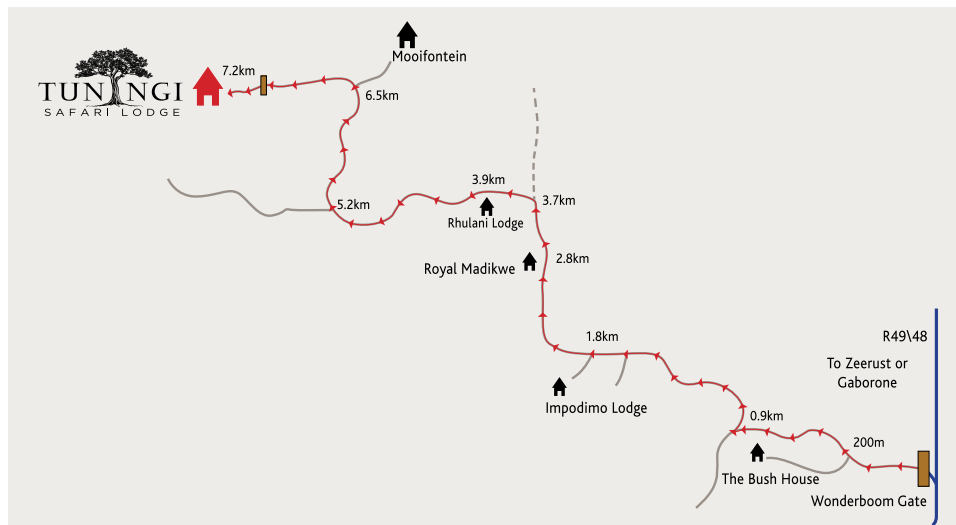 Mooifontein
7.2km
TUNINGI
SAFARI LODGE
6.5km
3.9km
5.2km
3.7km
Rhulani Lodge
2.8km
Royal Madikwe
1.8km
R49\48
To Zeerust or
Gaborone
Impodimo Lodge
0.9km
200m
The Bush House
Wonderboom Gate